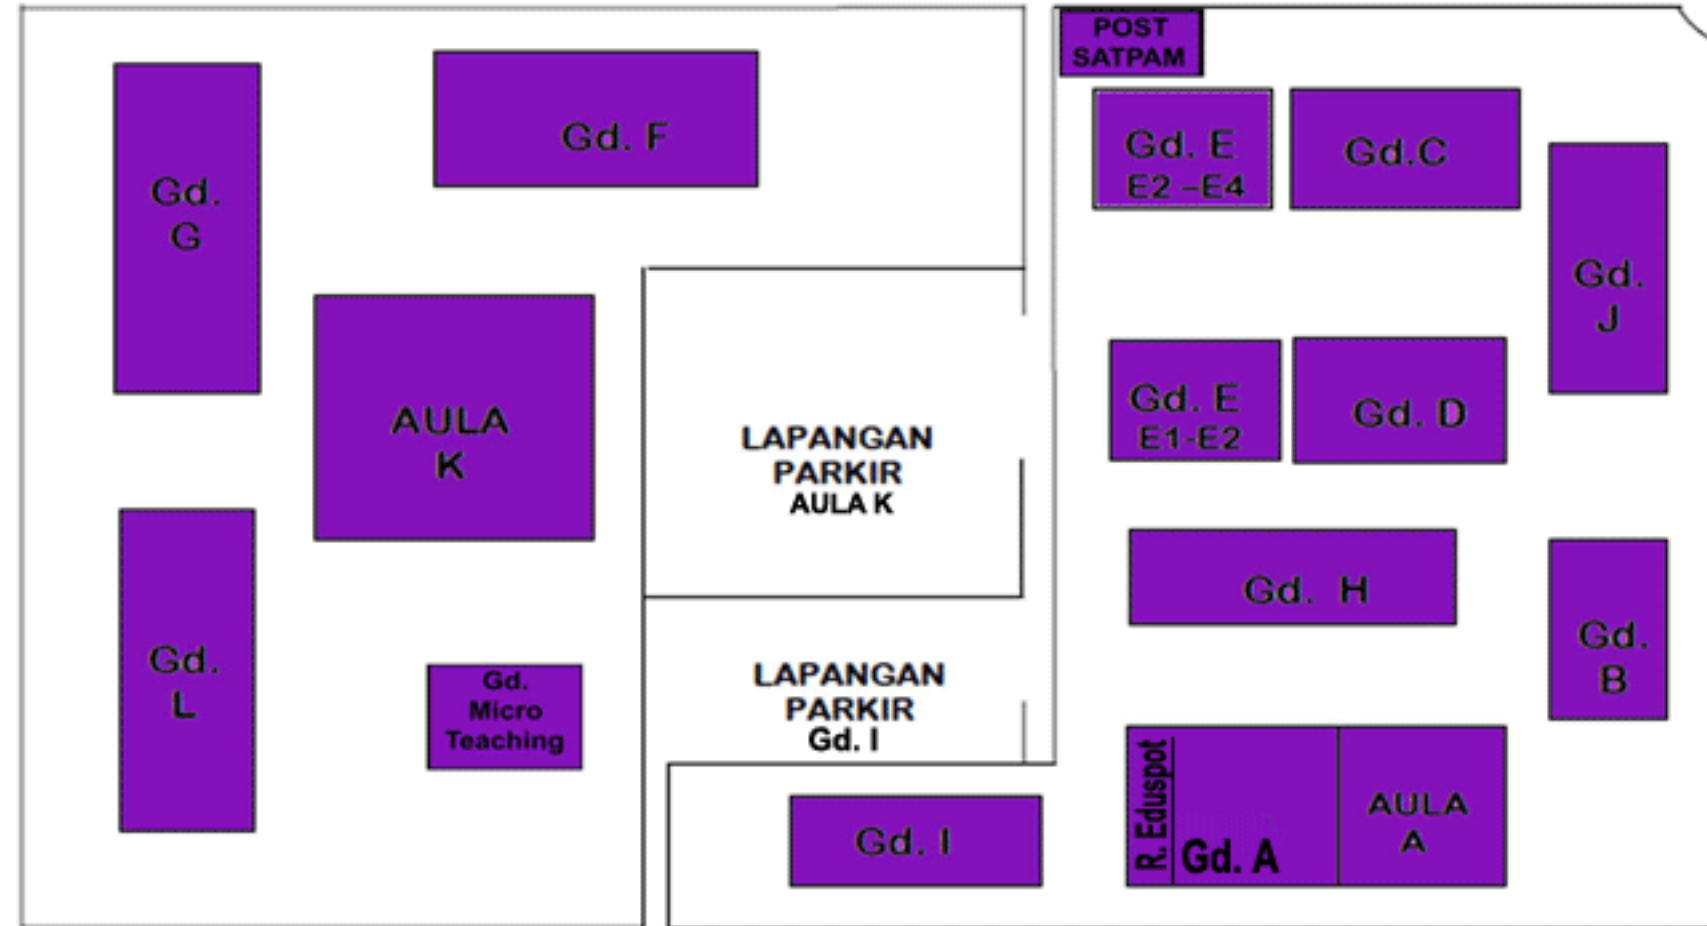 POST
SATPAM
Gd. F
Gd.
G
Gd. E
E2 –E4
Gd.C
Gd.
J
AULA
K
LAPANGAN
PARKIR
AULA K
Gd. E
E1-E2
Gd. D
Gd. H
Gd.
B
Gd.
L
Gd.
Micro
Teaching
LAPANGAN
PARKIR
Gd. I
Gd. I
R. Eduspot
Gd. A
AULA
A